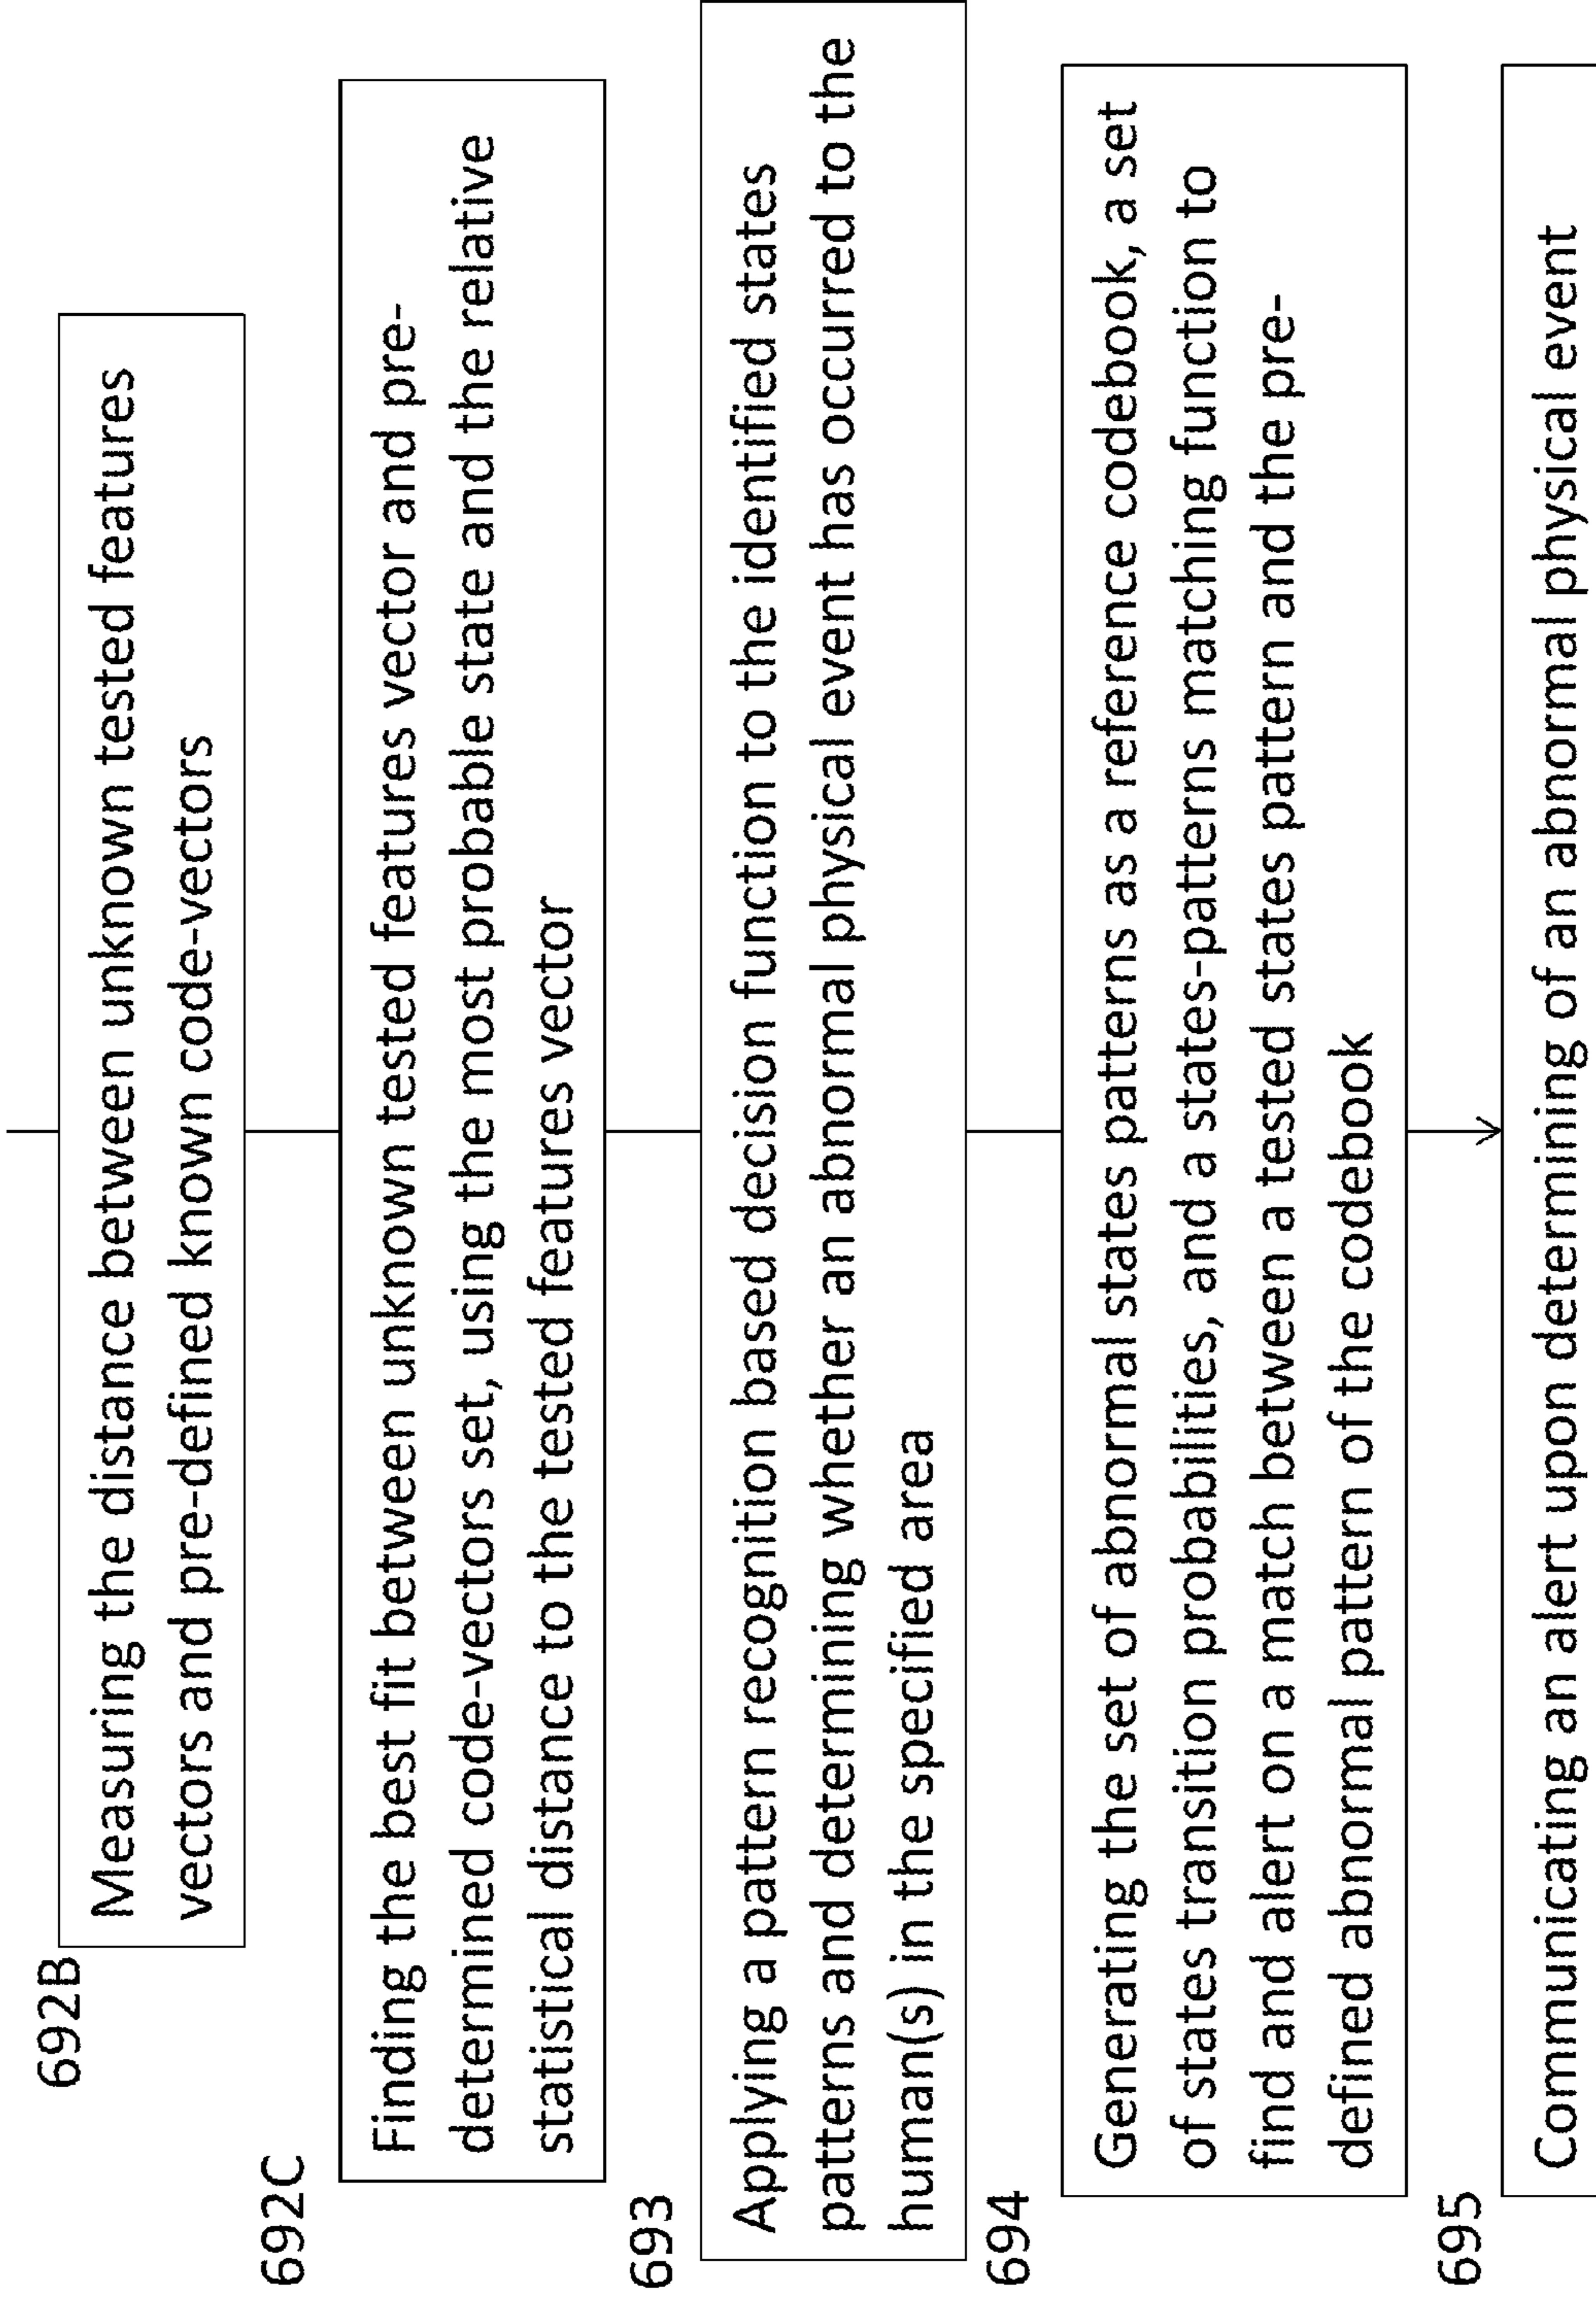 692B
Measuring the distance between unknown tested features
vectors and pre-defined known code-vectors
692C
Finding the best fit between unknown tested features vector and pre-
determined code-vectors set, using the most probable state and the relative
statistical distance to the tested features vector
693
Applying a pattern recognition based decision function to the identified states
patterns and determining whether an abnormal physical event has occurred to the
human(s) in the specified area
694
Generating the set of abnormal states patterns as a reference codebook, a set
of states transition probabilities, and a states-patterns matching function to
find and alert on a match between a tested states pattern and the pre-
defined abnormal pattern of the codebook
695
Communicating an alert upon determining of an abnormal physical event